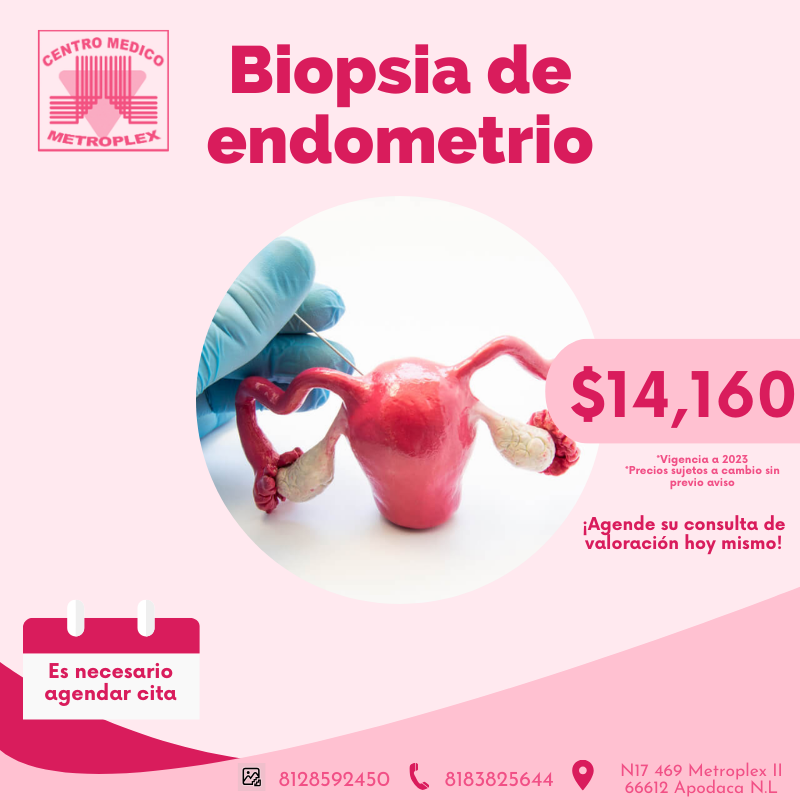 CENTRO MEDICO
METROPLEX
Biopsia de
endometrio
$14,160
*Vigencia a 2023
*Precios sujetos a cambio sin
previo aviso
¡Agende su consulta de
valoración hoy mismo!
Es necesario
agendar cita
8128592450
8183825644
N17 469 Metroplex ll
66612 Apodaca N.L